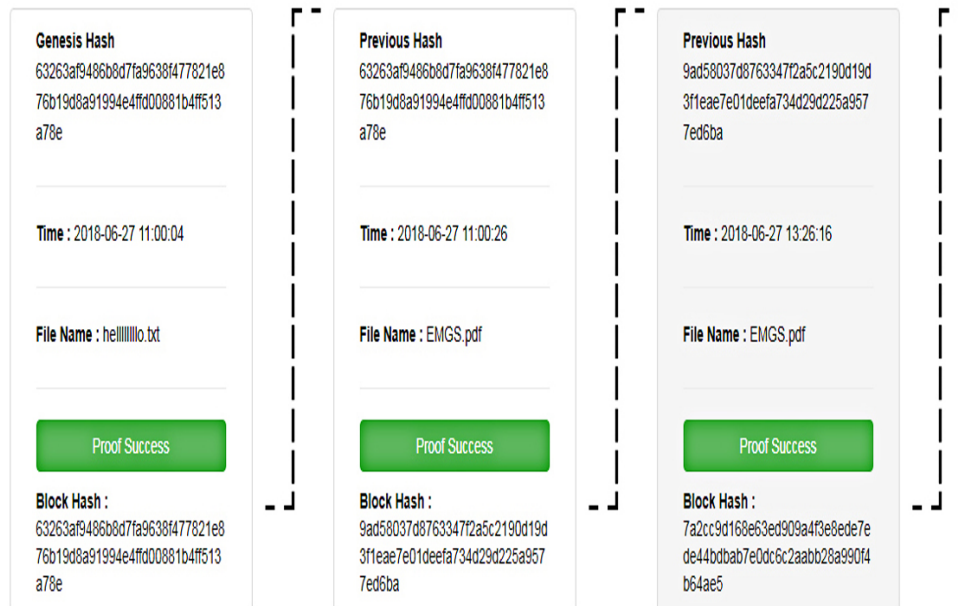 Genesis Hash
63263af9486b8d7fa9638f477821e8
76b19d8a91994e4ffd00881b4ff513
a78e
Time : 2018-06-27 11:00:04
File Name : hellllllllo.txt
Proof Success
Block Hash :
63263af9486b8d7fa9638f477821e8
76b19d8a91994e4ffd00881b4ff513
a78e
Previous Hash
63263af9486b8d7fa9638f477821e8
76b19d8a91994e4ffd00881b4ff513
a78e
Time : 2018-06-27 11:00:26
File Name : EMGS.pdf
Proof Success
Block Hash :
9ad58037d8763347f2a5c2190d19d
3f1eae7e01deefa734d29d225a957
7ed6ba
Previous Hash
9ad58037d8763347f2a5c2190d19d
3f1eae7e01deefa734d29d225a957
7ed6ba
Time : 2018-06-27 13:26:16
File Name : EMGS.pdf
Proof Success
Block Hash :
7a2cc9d168e63ed909a4f3e8ede7e
de44bdbab7e0dc6c2aabb28a990f4
b64ae5